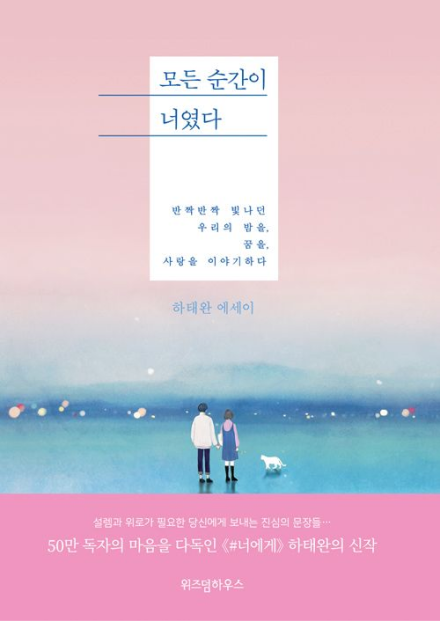 모든 순간이
너였다
반짝반짝 빛나던
우리의 밤을,
꿈을,
사랑을 이야기하다
하태완 에세이
설렘과 위로가 필요한 당신에게 보내는 진심의 문장들…
50만 독자의 마음을 다독인 《#너에게》 하태완의 신작
위즈덤하우스